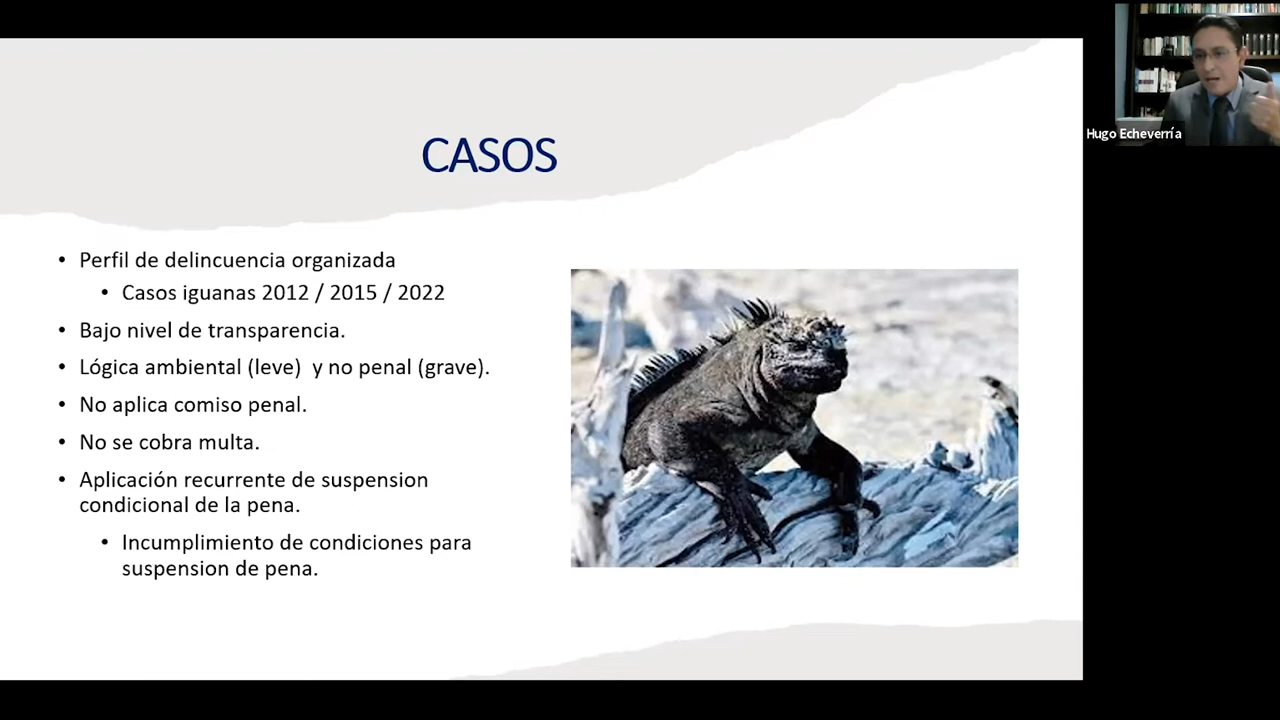 CASOS
• Perfil de delincuencia organizada
• Casos iguanas 2012 / 2015 / 2022
• Bajo nivel de transparencia.
• Lógica ambiental (leve) y no penal (grave).
• No aplica comiso penal.
• No se cobra multa.
• Aplicación recurrente de suspension
condicional de la pena.
• Incumplimiento de condiciones para
suspension de pena.
Hugo Echeverría